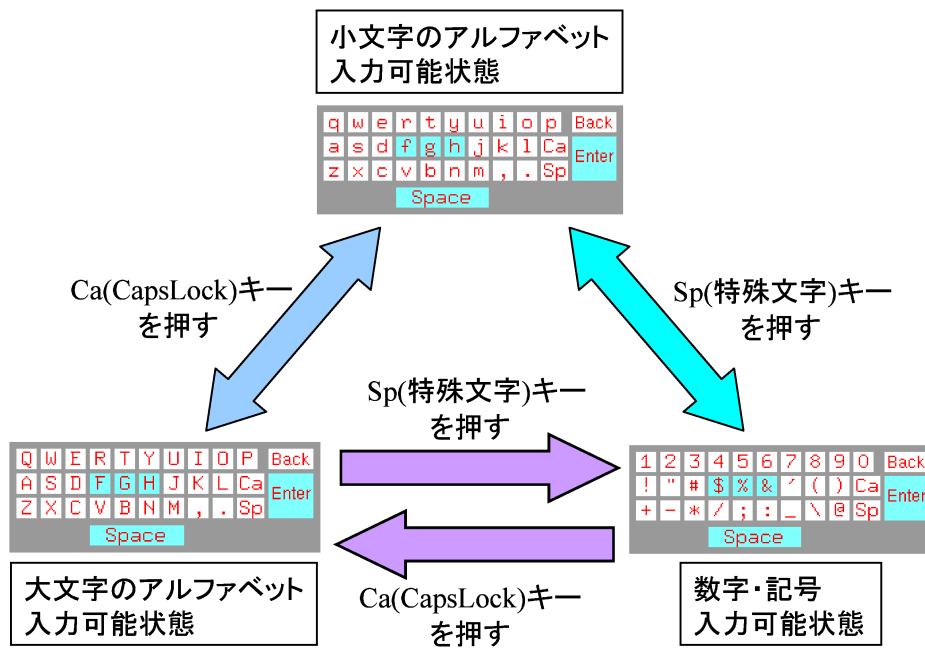 小文字のアルファベット
入力可能状態
q w e r t y u i o p Back
a s d f g h j k l Ca Enter
z x c v b n m , . Sp
Space
Ca(CapsLock)キー
を押す
Sp(特殊文字)キー
を押す
Sp(特殊文字)キー
を押す
Q W E R T Y U I O P Back
A S D F G H J K L Ca Enter
Z X C V B N M , . Sp
Space
1 2 3 4 5 6 7 8 9 0 Back
! " # $ % & ´ ( ) Ca Enter
+ - * / ; : _ \ @ Sp
Space
Ca(CapsLock)キー
を押す
大文字のアルファベット
入力可能状態
数字・記号
入力可能状態